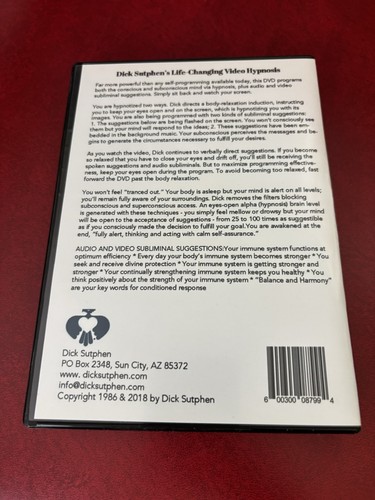 Dick Sutphen's Life-Changing Video Hypnosis
Far more powerful then any self-programming available today, this DVD programs
both the conscious and subconscious mind via hypnosis, plus audio and video
subliminal suggestions. Simply sit back and watch your screen.
You are hypnotized two ways. Dick directs a body-relaxation induction, instructing
you to keep your eyes open and on the screen, which is hypnotizing you with its
images. You are also being programmed with two kinds of subliminal suggestions:
1. The suggestions below are being flashed on the screen. You won't consciously see
them but your mind will respond to the ideas; 2. These suggestions have been em-
bedded in the background music. Your subconscious perceives the messages and be-
gins to generate the circumstances necessary to fulfill your desires.
As you watch the video, Dick continues to verbally direct suggestions. If you become
so relaxed that you have to close your eyes and drift off, you'll still be receiving the
spoken suggestions and audio subliminals. But to maximize programming effective-
ness, keep your eyes open during the program. To avoid becoming too relaxed, fast
forward the DVD past the body relaxation.
You won't feel "tranced out." Your body is asleep but your mind is alert on all levels;
you'll remain fully aware of your surroundings. Dick removes the filters blocking
subconscious and superconscious access. An eyes-open alpha (hypnosis) brain level
is generated with these techniques - you simply feel mellow or drowsy but your mind
will be open to the acceptance of suggestions - from 25 to 100 times as suggestible
as if you consciously made the decision to fulfill your goal.You are awakened at the
end, "fully alert, thinking and acting with calm self-assurance."
AUDIO AND VIDEO SUBLIMINAL SUGGESTIONS:Your immune system functions at
optimum efficiency * Every day your body's immune system becomes stronger * You
seek and receive divine protection * Your immune system is getting stronger and
stronger * Your continually strengthening immune system keeps you healthy * You
think positively about the strength of your immune system * "Balance and Harmony"
are your key words for conditioned response
Dick Sutphen
PO Box 2348, Sun City, AZ 85372
www. dicksutphen.com
info@dicksutphen.com
Copyright 1986 & 2018 by Dick Sutphen
6 00300 08799 4